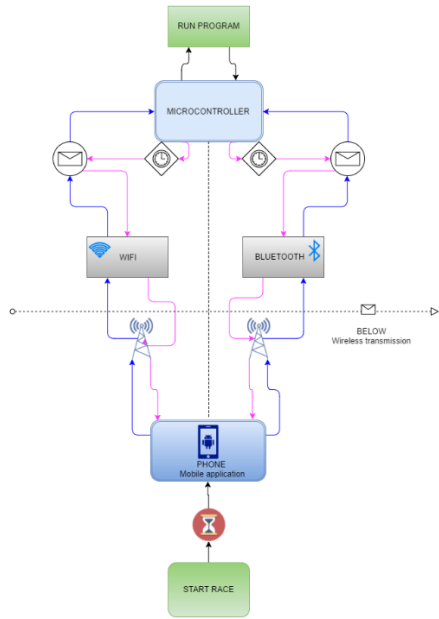 RUN PROGRAM
MICROCONTROLLER
WIFI
BLUETOOTH
BELOW
Wireless transmission
PHONE
Mobile application
START RACE